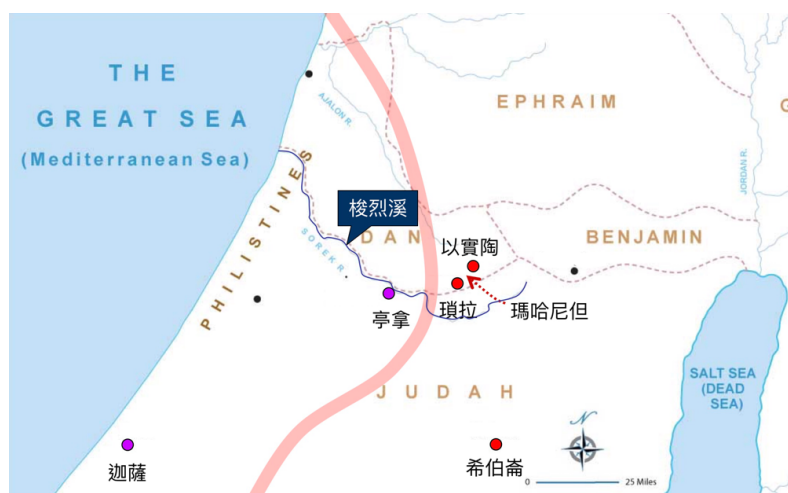 THE
GREAT SEA
(Mediterranean Sea)
PHILISTINES
AJALON R.
EPHRAIM
G
JORDAN R.
梭烈溪
SOREK R.
DAN
以實陶
BENJAMIN
亭拿
瑣拉
瑪哈尼但
JUDAH
SALT SEA
(DEAD
SEA)
迦薩
希伯崙
N
0
25 Miles